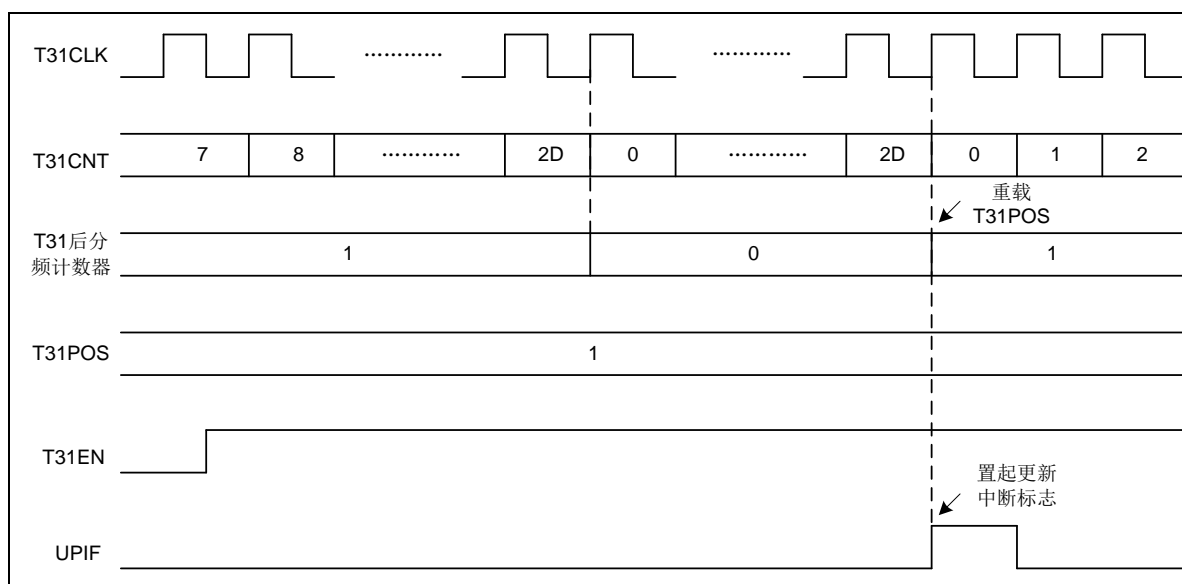 T31CLK
............
............
T31CNT
7
8
............
2D
0
............
2D
0
1
2
重载
T31POS
T31后分
频计数器
1
0
1
T31POS
1
T31EN
置起更新
中断标志
UPIF